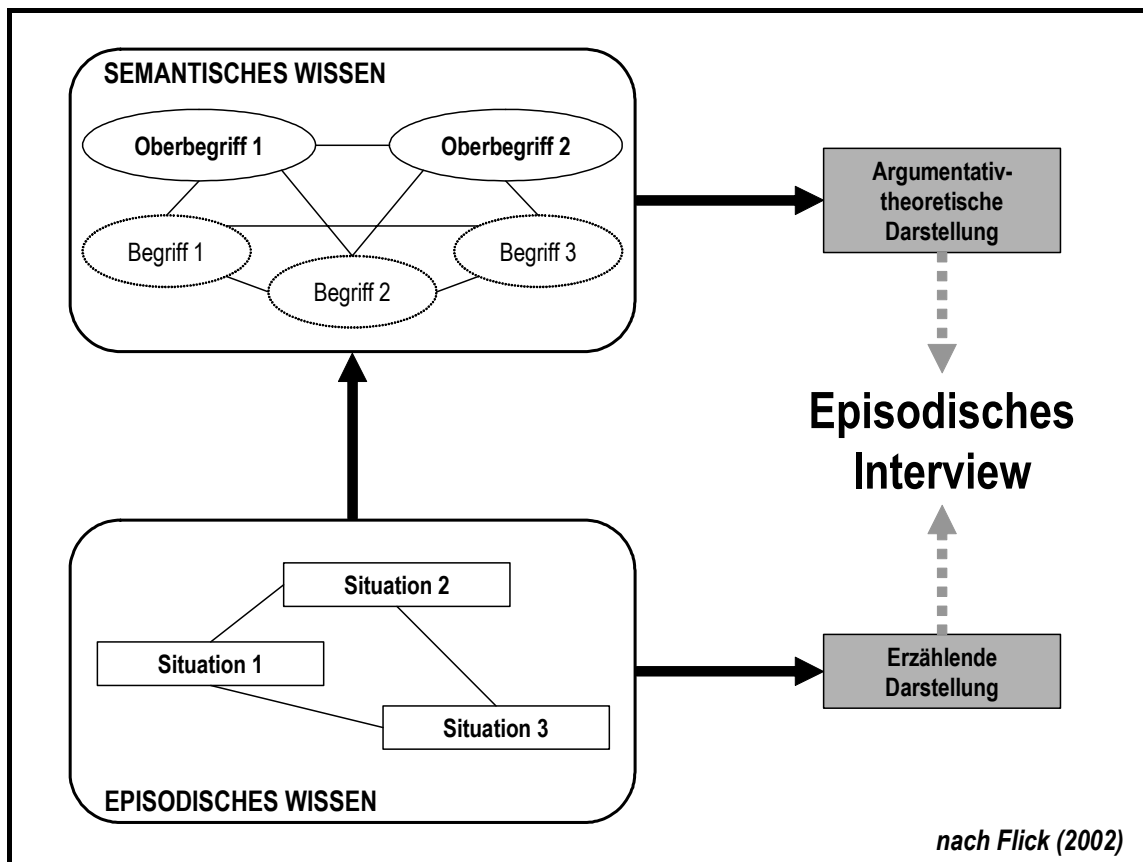 SEMANTISCHES WISSEN
Oberbegriff 1
Oberbegriff 2
Begriff 1
Begriff 3
Begriff 2
Argumentativ-
theoretische
Darstellung
Episodisches
Interview
Situation 2
Situation 1
Situation 3
EPISODISCHES WISSEN
Erzählende
Darstellung
nach Flick (2002)